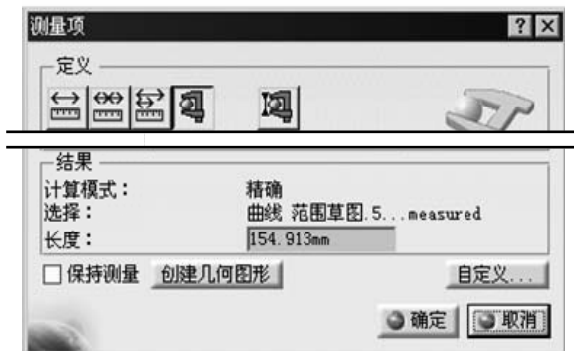 测量项
定义
结果
计算模式： 精确
选择： 曲线 范围草图.5...measured
长度： 154.913mm
保持测量 创建几何图形 自定义...
确定 取消